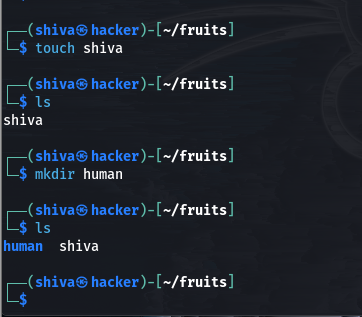 ┌──(shiva㉿hacker)-[~/fruits]
└─$ touch shiva
┌──(shiva㉿hacker)-[~/fruits]
└─$ ls
shiva
┌──(shiva㉿hacker)-[~/fruits]
└─$ mkdir human
┌──(shiva㉿hacker)-[~/fruits]
└─$ ls
human  shiva
┌──(shiva㉿hacker)-[~/fruits]
└─$